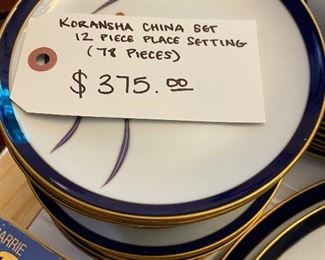 KORANSHA CHINA SET
12 PIECE PLACE SETTING
(78 PIECES)
$375.00